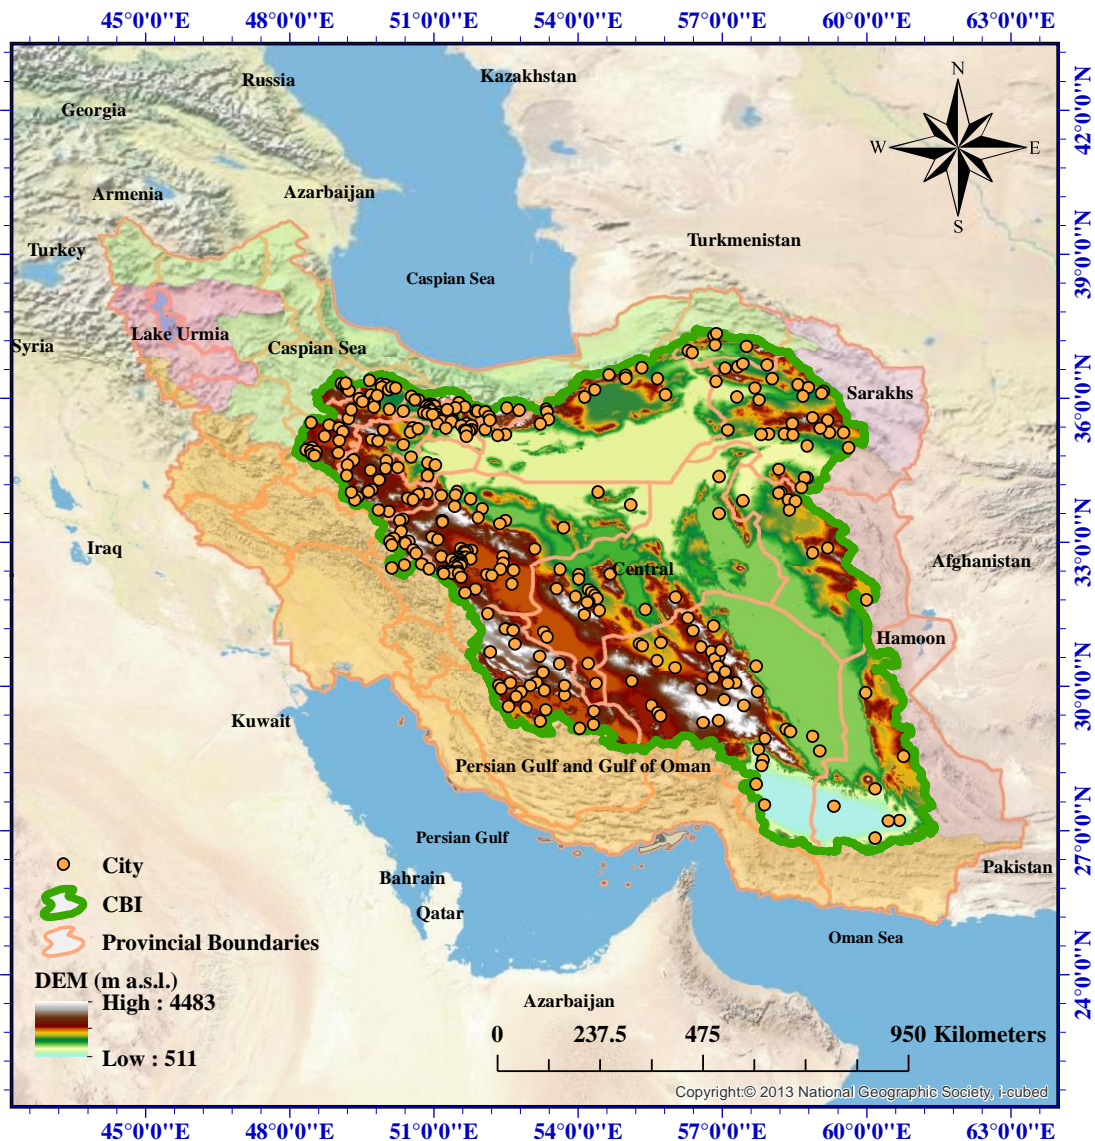 45°0'0"E 48°0'0"E 51°0'0"E 54°0'0"E 57°0'0"E 60°0'0"E 63°0'0"E
Russia
Kazakhstan
N
Georgia
42°0'0"N
W
E
Armenia
Azarbaijan
S
Turkey
Turkmenistan
39°0'0"N
Caspian Sea
Lake Urmia
Syria
Caspian Sea
Sarakhs
36°0'0"N
Iraq
33°0'0"N
Afghanistan
Central
Hamoon
30°0'0"N
Kuwait
Persian Gulf and Gulf of Oman
Persian Gulf
27°0'0"N
City
Pakistan
Bahrain
CBI
Qatar
Provincial Boundaries
Oman Sea
DEM (m a.s.l.)
High : 4483
Azarbaijan
24°0'0"N
0 237.5 475 950 Kilometers
Low : 511
Copyright:© 2013 National Geographic Society, i-cubed
45°0'0"E 48°0'0"E 51°0'0"E 54°0'0"E 57°0'0"E 60°0'0"E 63°0'0"E